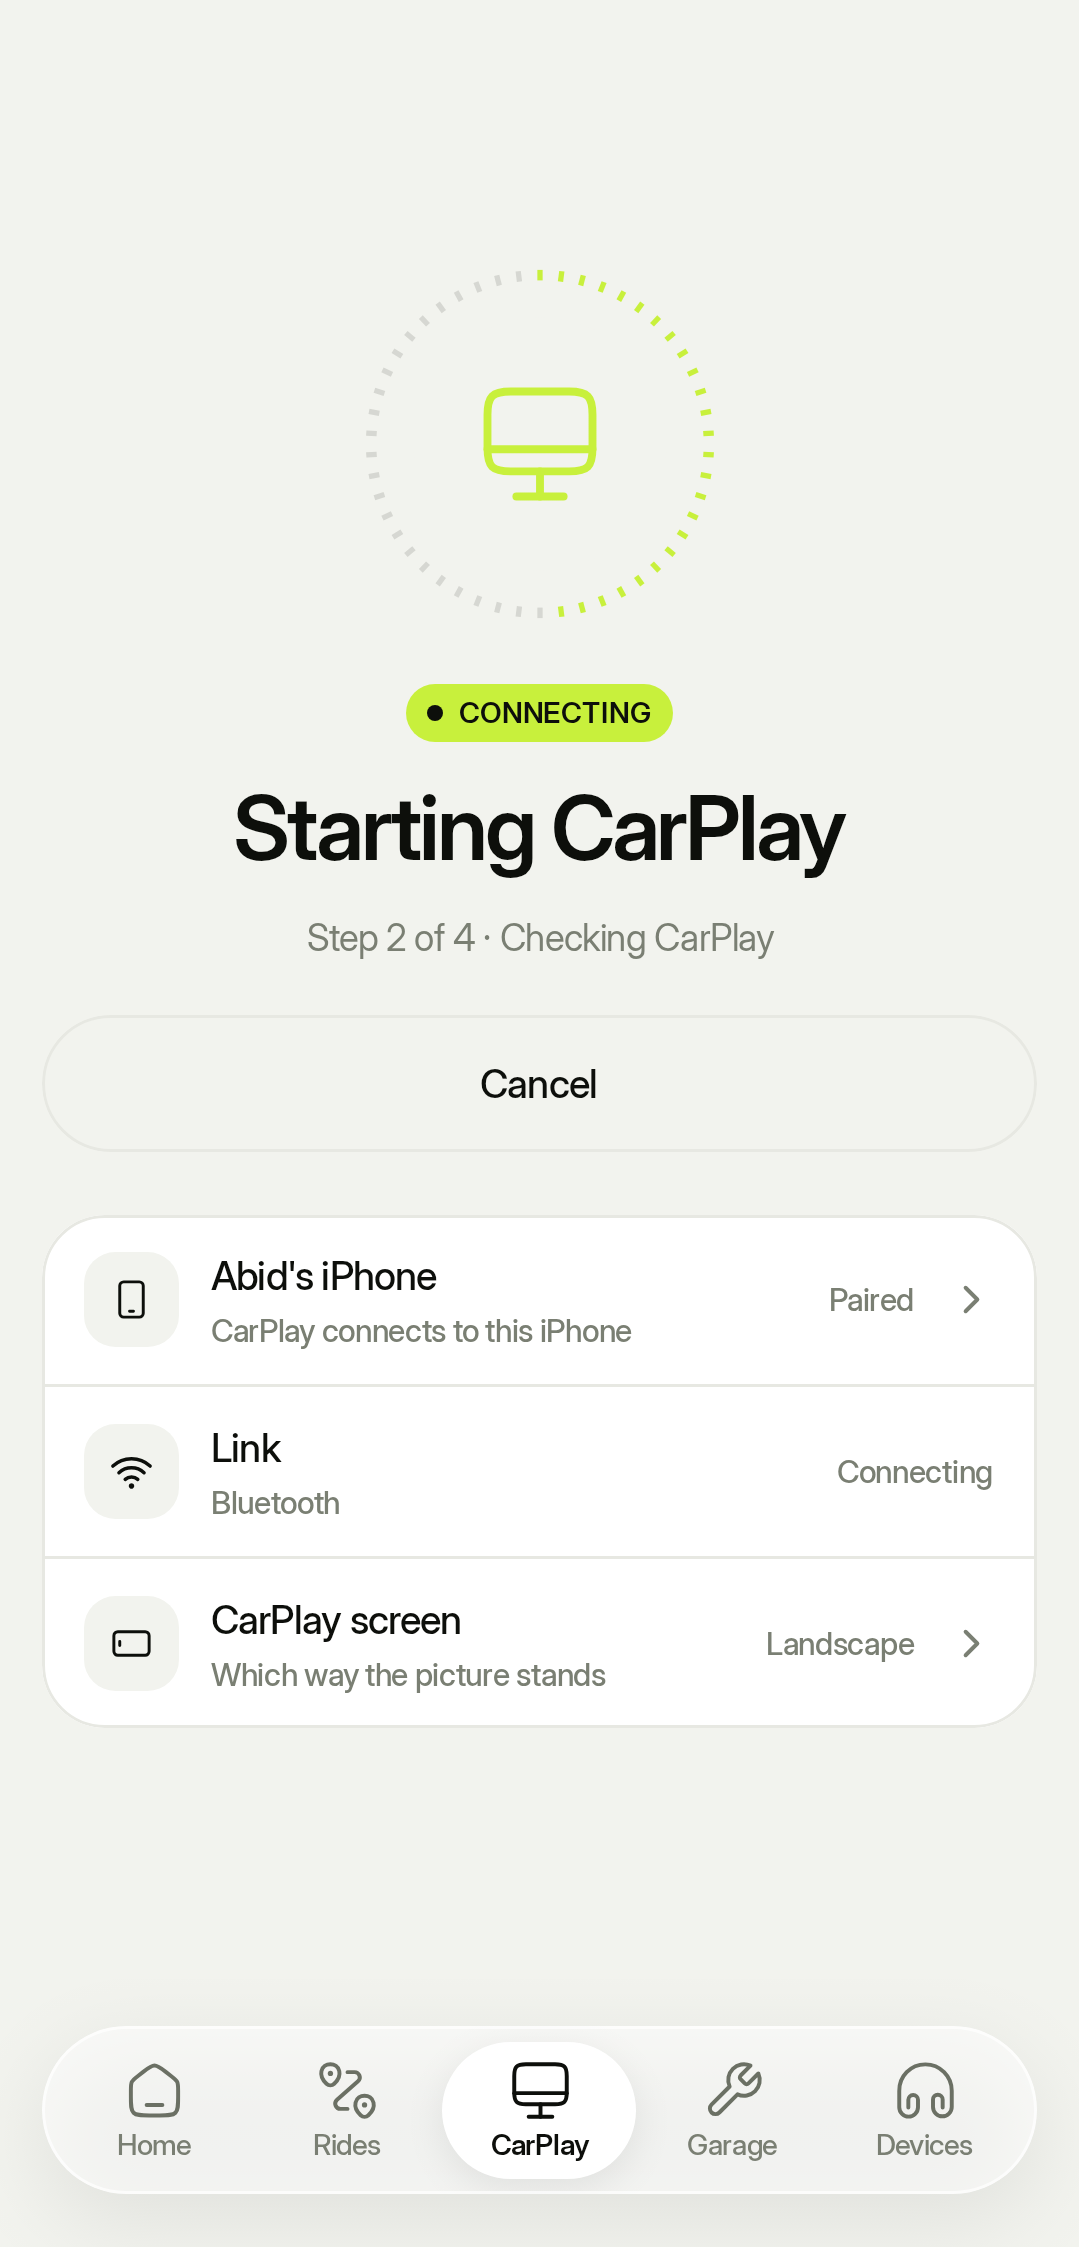 CONNECTING
Starting CarPlay
Step 2 of 4 · Checking CarPlay
Cancel
Abid's iPhone
CarPlay connects to this iPhone
Paired
Link
Bluetooth
Connecting
CarPlay screen
Which way the picture stands
Landscape
Home
Rides
CarPlay
Garage
Devices